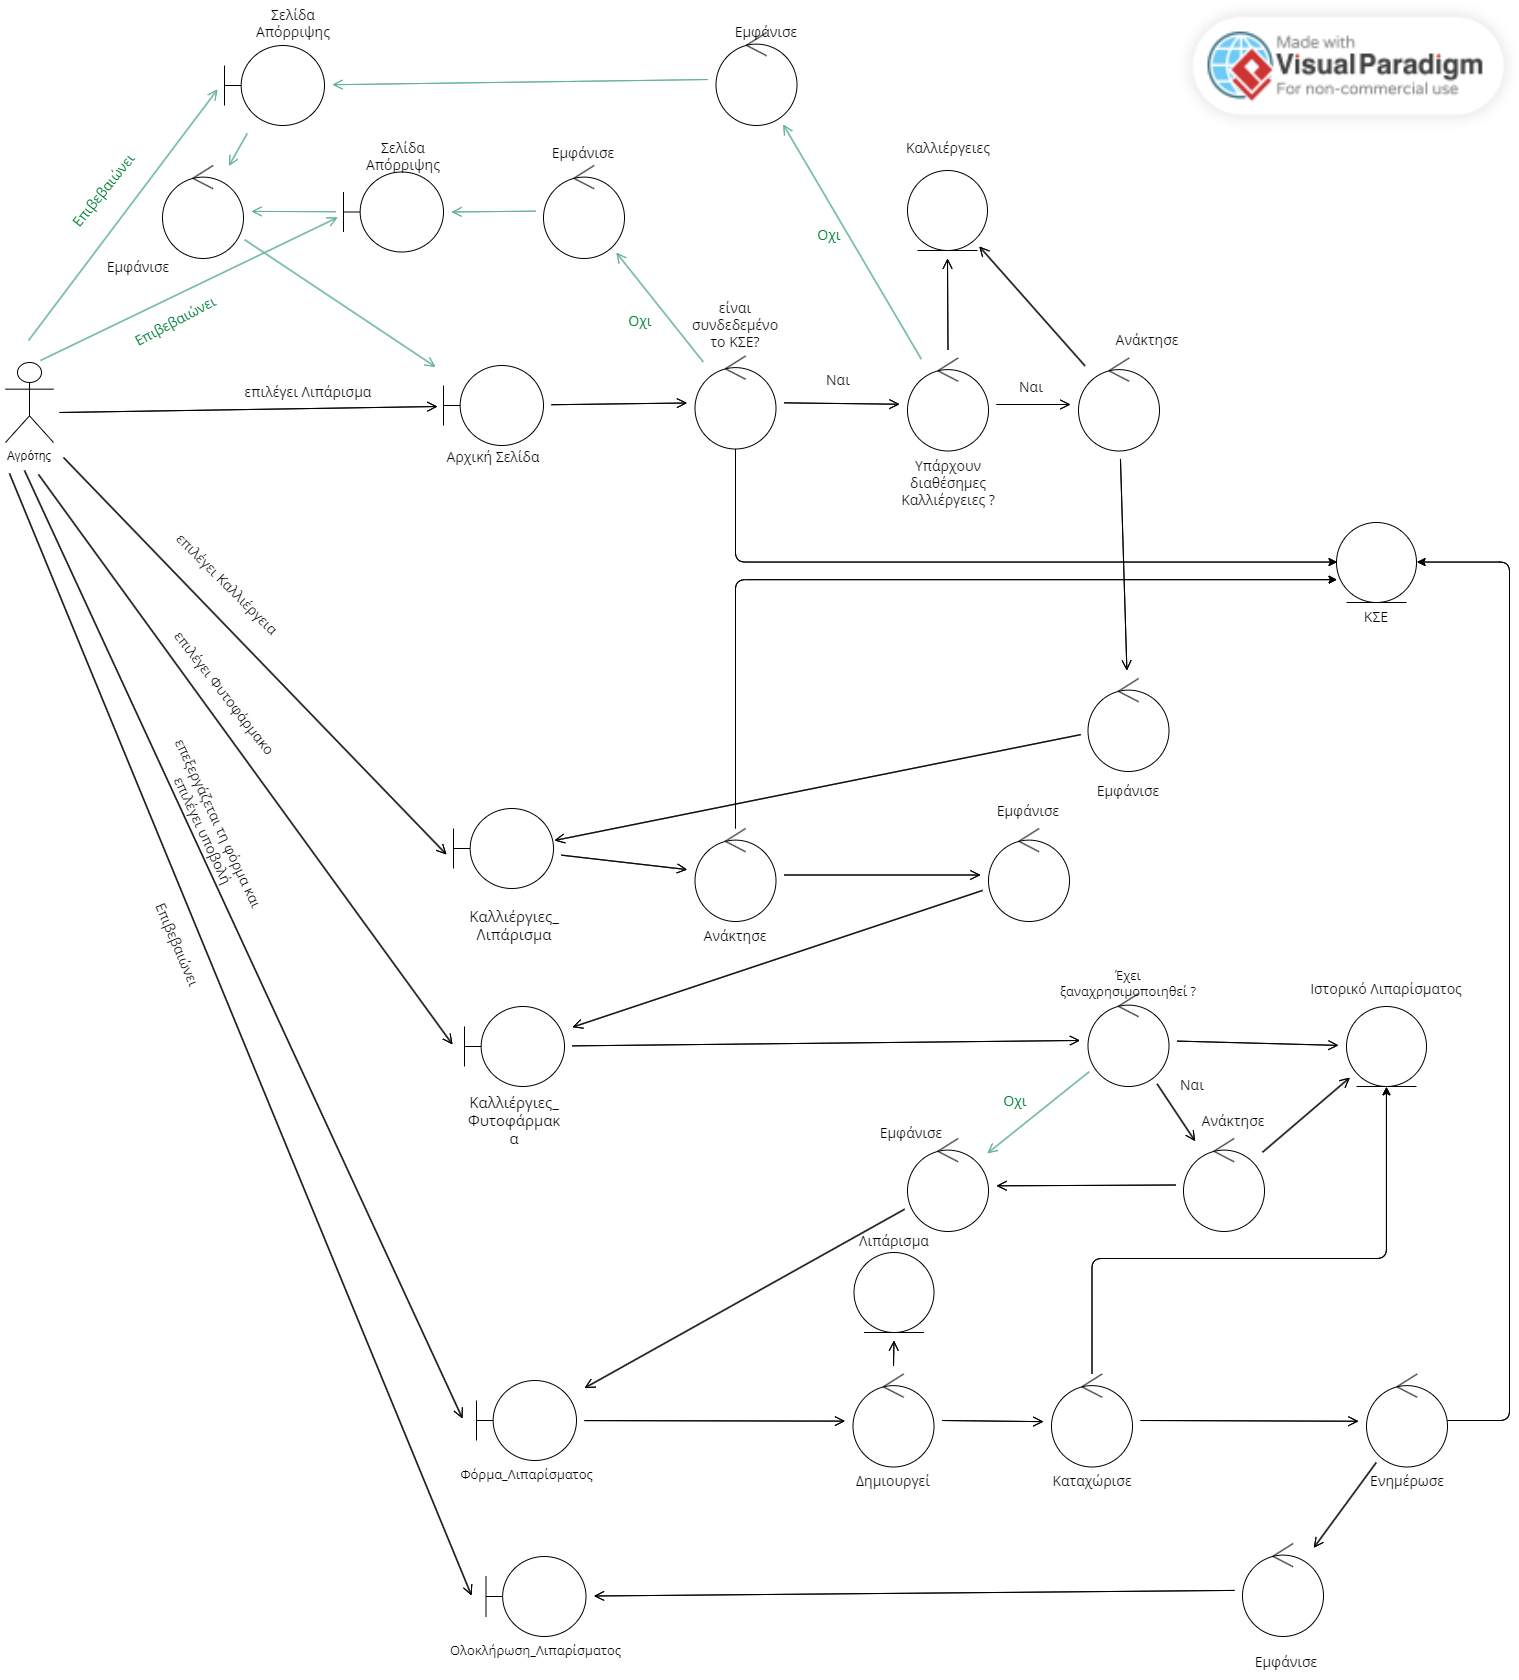 Σελίδα
Απόρριψης
Εμφάνισε
Made with
Visual Paradigm
For non-commercial use
Επιβεβαιώνει
Σελίδα
Απόρριψης
Εμφάνισε
Καλλιέργειες
Εμφάνισε
Οχι
Επιβεβαιώνει
Οχι
είναι
συνδεδεμένο
το ΚΣΕ?
Ανάκτησε
επιλέγει Λιπάρισμα
Ναι
Ναι
Αγρότης
Αρχική Σελίδα
Υπάρχουν
διαθέσημες
Καλλιέργειες ?
επιλέγει Καλλιέργεια
ΚΣΕ
επιλέγει Φυτοφάρμακο
επεξεργάζεται τη φόρμα και
επιλέγει υποβολή
Εμφάνισε
Εμφάνισε
Καλλιέργιες_
Λιπάρισμα
Ανάκτησε
Επιβεβαιώνει
Έχει
ξαναχρησιμοποιηθεί ?
Ιστορικό Λιπαρίσματος
Καλλιέργιες_
Φυτοφάρμακ
α
Οχι
Ναι
Εμφάνισε
Ανάκτησε
Λιπάρισμα
Φόρμα_Λιπαρίσματος
Δημιουργεί
Καταχώρισε
Ενημέρωσε
Ολοκλήρωση_Λιπαρίσματος
Εμφάνισε